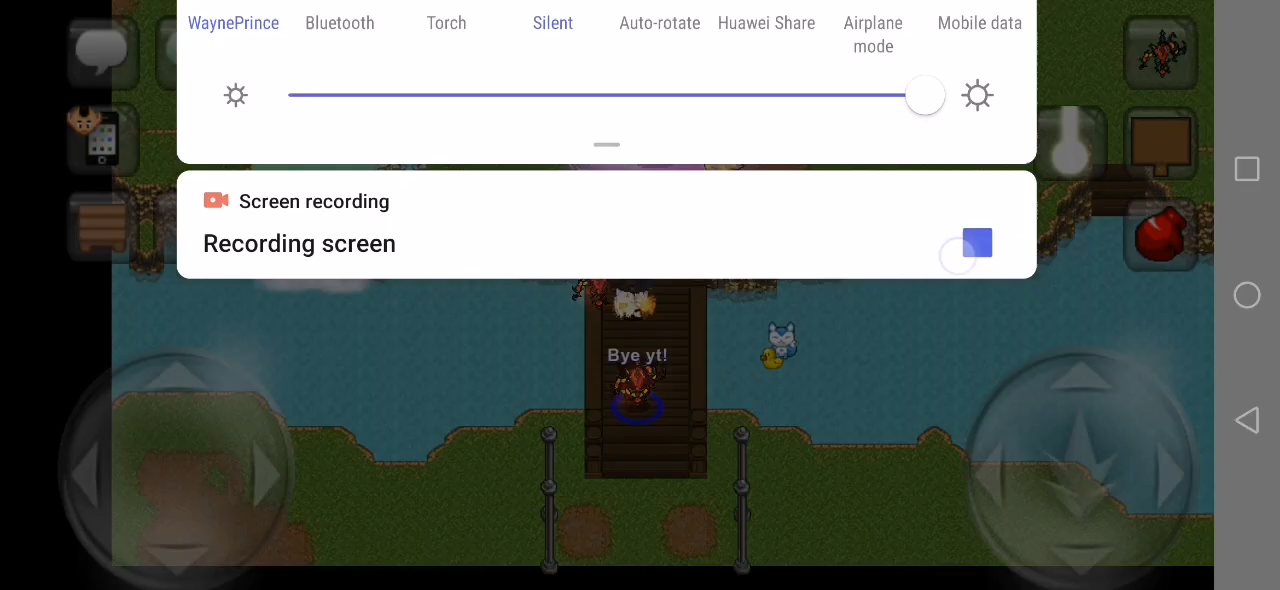 WaynePrince Bluetooth Torch Silent Auto-rotate Huawei Share Airplane mode Mobile data
Screen recording
Recording screen
Bye yt!